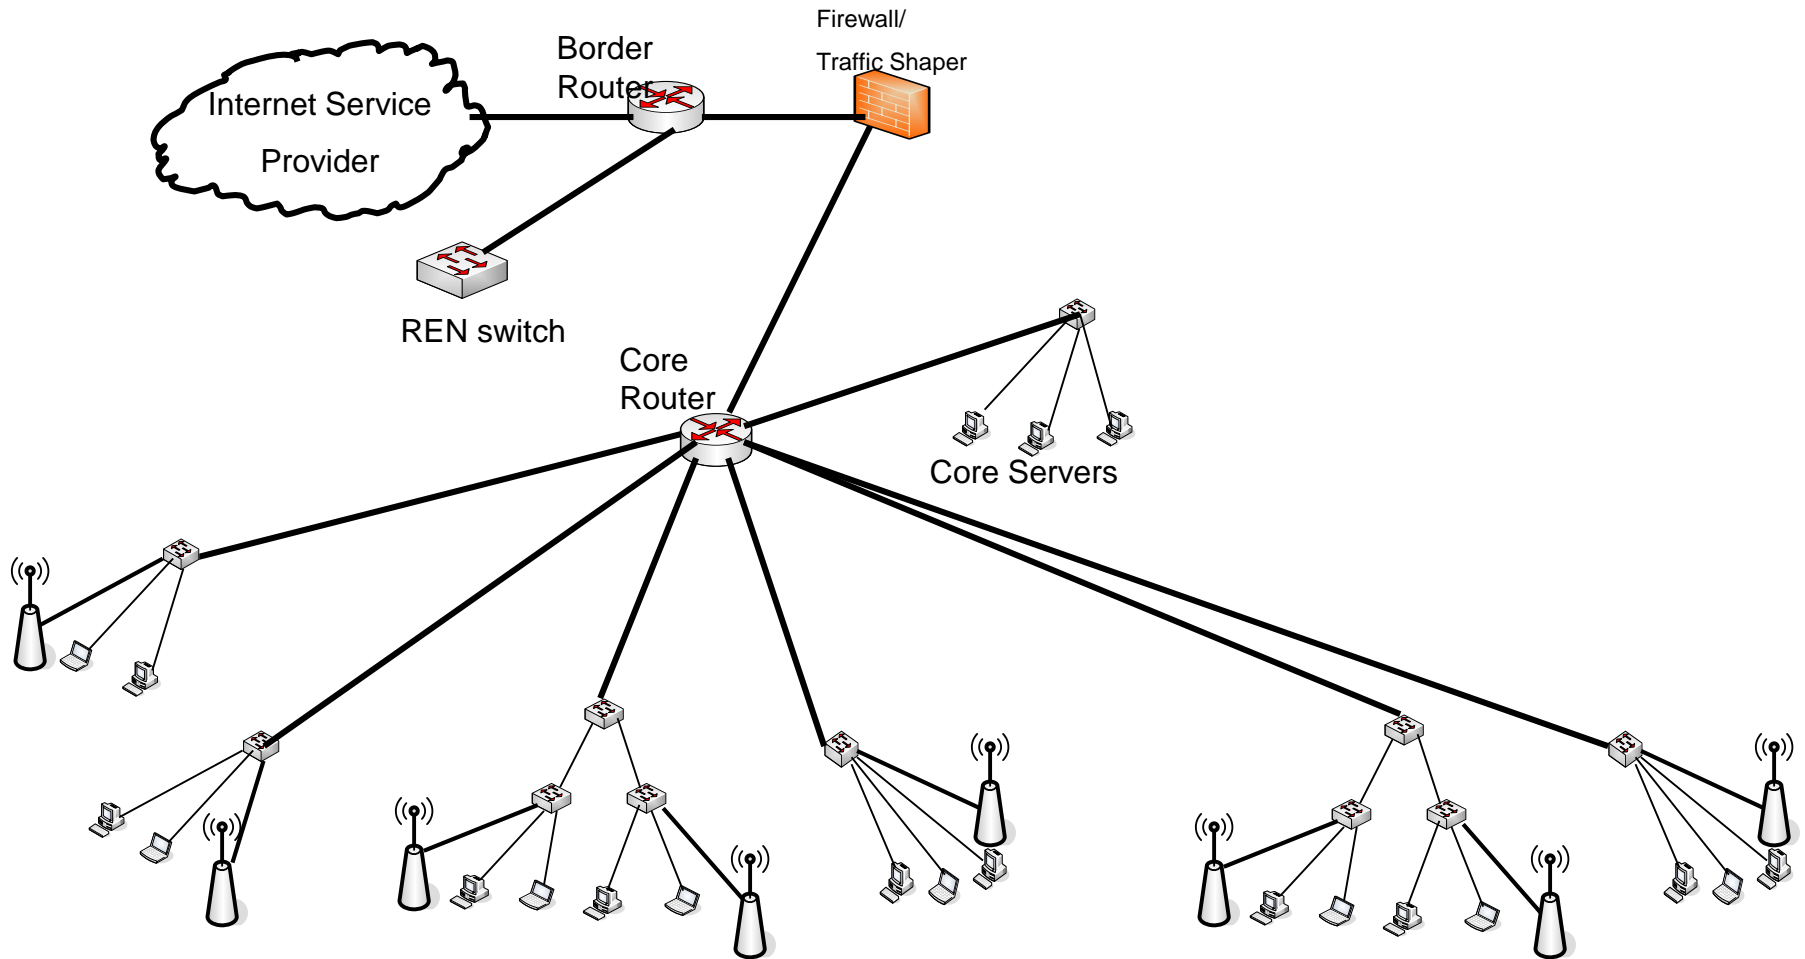 Firewall/
Traffic Shaper
Border
Router
Internet Service
Provider
REN switch
Core
Router
Core Servers